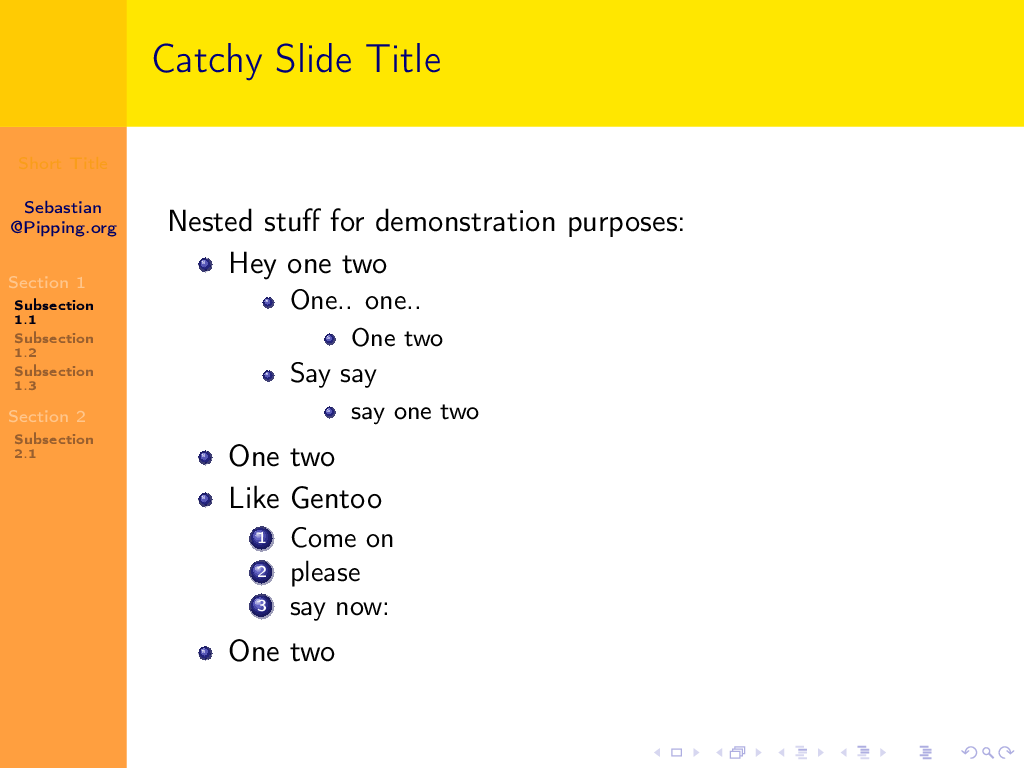 Catchy Slide Title
Short Title
Sebastian
@Pipping.org
Section 1
Subsection
1.1
Subsection
1.2
Subsection
1.3
Section 2
Subsection
2.1
Nested stuff for demonstration purposes:
Hey one two
One.. one..
One two
Say say
say one two
One two
Like Gentoo
1 Come on
2 please
3 say now:
One two